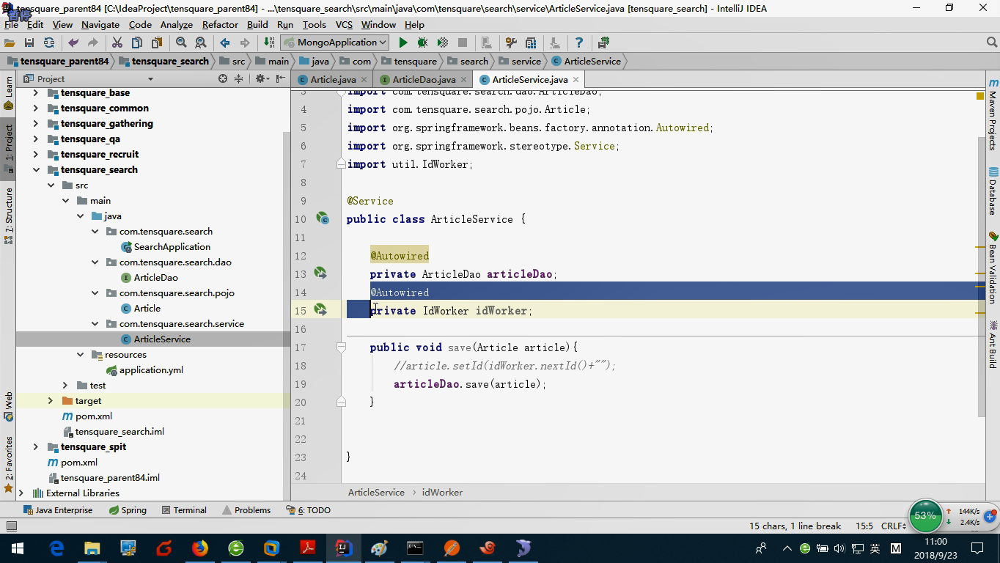 tensquare_parent84 [C:\IdeaProject\tensquare_parent84] - ...\tensquare_search\src\main\java\com\tensquare\search\service\ArticleService.java [tensquare_search] - IntelliJ IDEA
暂停
File Edit View Navigate Code Analyze Refactor Build Run Tools VCS Window Help
MongoApplication
tensquare_parent84 tensquare_search src main java com tensquare search service ArticleService
Project
Article.java ArticleDao.java ArticleService.java
Learn
1: Project
7: Structure
Web
2: Favorites
tensquare_base
tensquare_common
tensquare_gathering
tensquare_qa
tensquare_recruit
tensquare_search
src
main
java
com.tensquare.search
SearchApplication
com.tensquare.search.dao
ArticleDao
com.tensquare.search.pojo
Article
com.tensquare.search.service
ArticleService
resources
application.yml
test
target
pom.xml
tensquare_search.iml
tensquare_spit
pom.xml
tensquare_parent84.iml
External Libraries
3 import com.tensquare.search.dao.ArticleDao;
4 import com.tensquare.search.pojo.Article;
5 import org.springframework.beans.factory.annotation.Autowired;
6 import org.springframework.stereotype.Service;
7 import util.IdWorker;
8
9 @Service
10 public class ArticleService {
11
12 @Autowired
13 private ArticleDao articleDao;
14 @Autowired
15 private IdWorker idWorker;
16
17 public void save(Article article){
18 //article.setId(idWorker.nextId()+"");
19 articleDao.save(article);
20 }
21
22
23 }
24
ArticleService › idWorker
Maven Projects
Database
Bean Validation
Ant Build
Java Enterprise Spring Terminal Problems 6: TODO
15 chars, 1 line break 15:5 CRLF
53% 144K/s
2.4K/s
英 M
11:00
2018/9/23